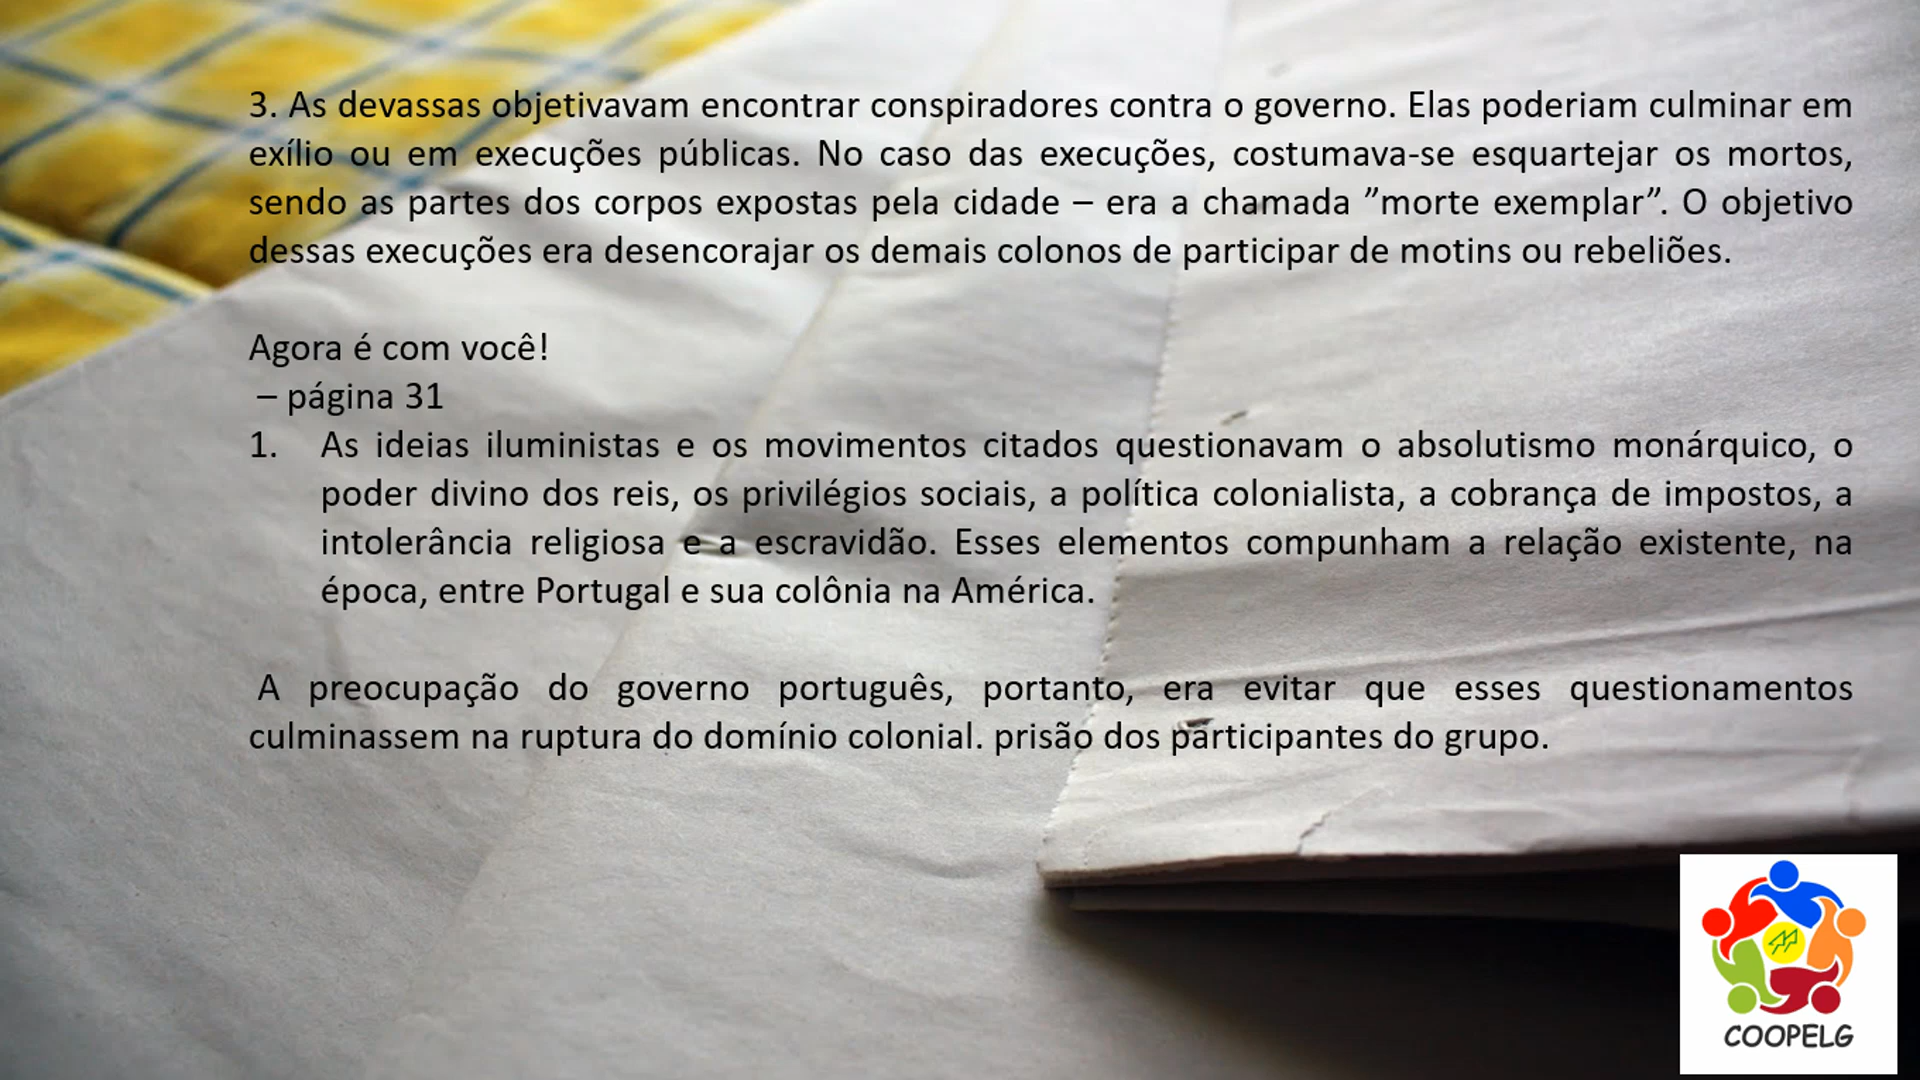 3. As devassas objetivavam encontrar conspiradores contra o governo. Elas poderiam culminar em
exílio ou em execuções públicas. No caso das execuções, costumava-se esquartejar os mortos,
sendo as partes dos corpos expostas pela cidade – era a chamada ”morte exemplar”. O objetivo
dessas execuções era desencorajar os demais colonos de participar de motins ou rebeliões.
Agora é com você!
– página 31
1. As ideias iluministas e os movimentos citados questionavam o absolutismo monárquico, o
poder divino dos reis, os privilégios sociais, a política colonialista, a cobrança de impostos, a
intolerância religiosa e a escravidão. Esses elementos compunham a relação existente, na
época, entre Portugal e sua colônia na América.
A preocupação do governo português, portanto, era evitar que esses questionamentos
culminassem na ruptura do domínio colonial. prisão dos participantes do grupo.
COOPELG